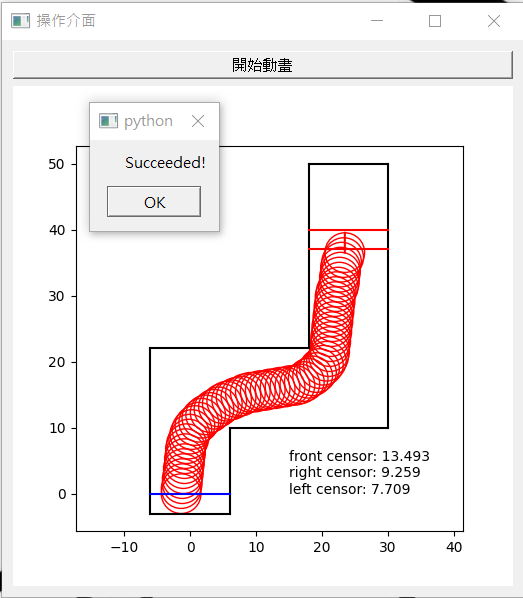 操作介面
開始動畫
python
Succeeded!
OK
50
40
30
20
10
0
front censor: 13.493
right censor: 9.259
left censor: 7.709
−10 0 10 20 30 40